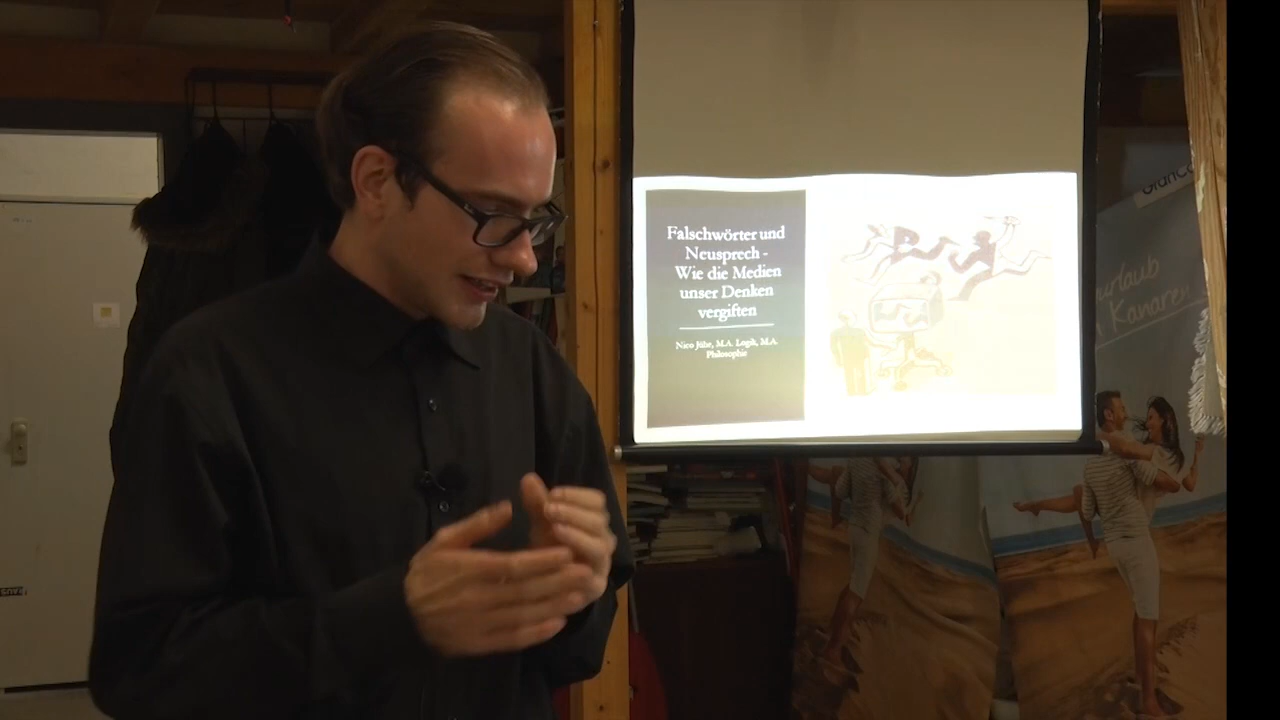 Falschwörter und
Neusprech -
Wie die Medien
unser Denken
vergiften
Nico Jühe, M.A. Logik, M.A.
Philosophie
urlaub
Kanaren